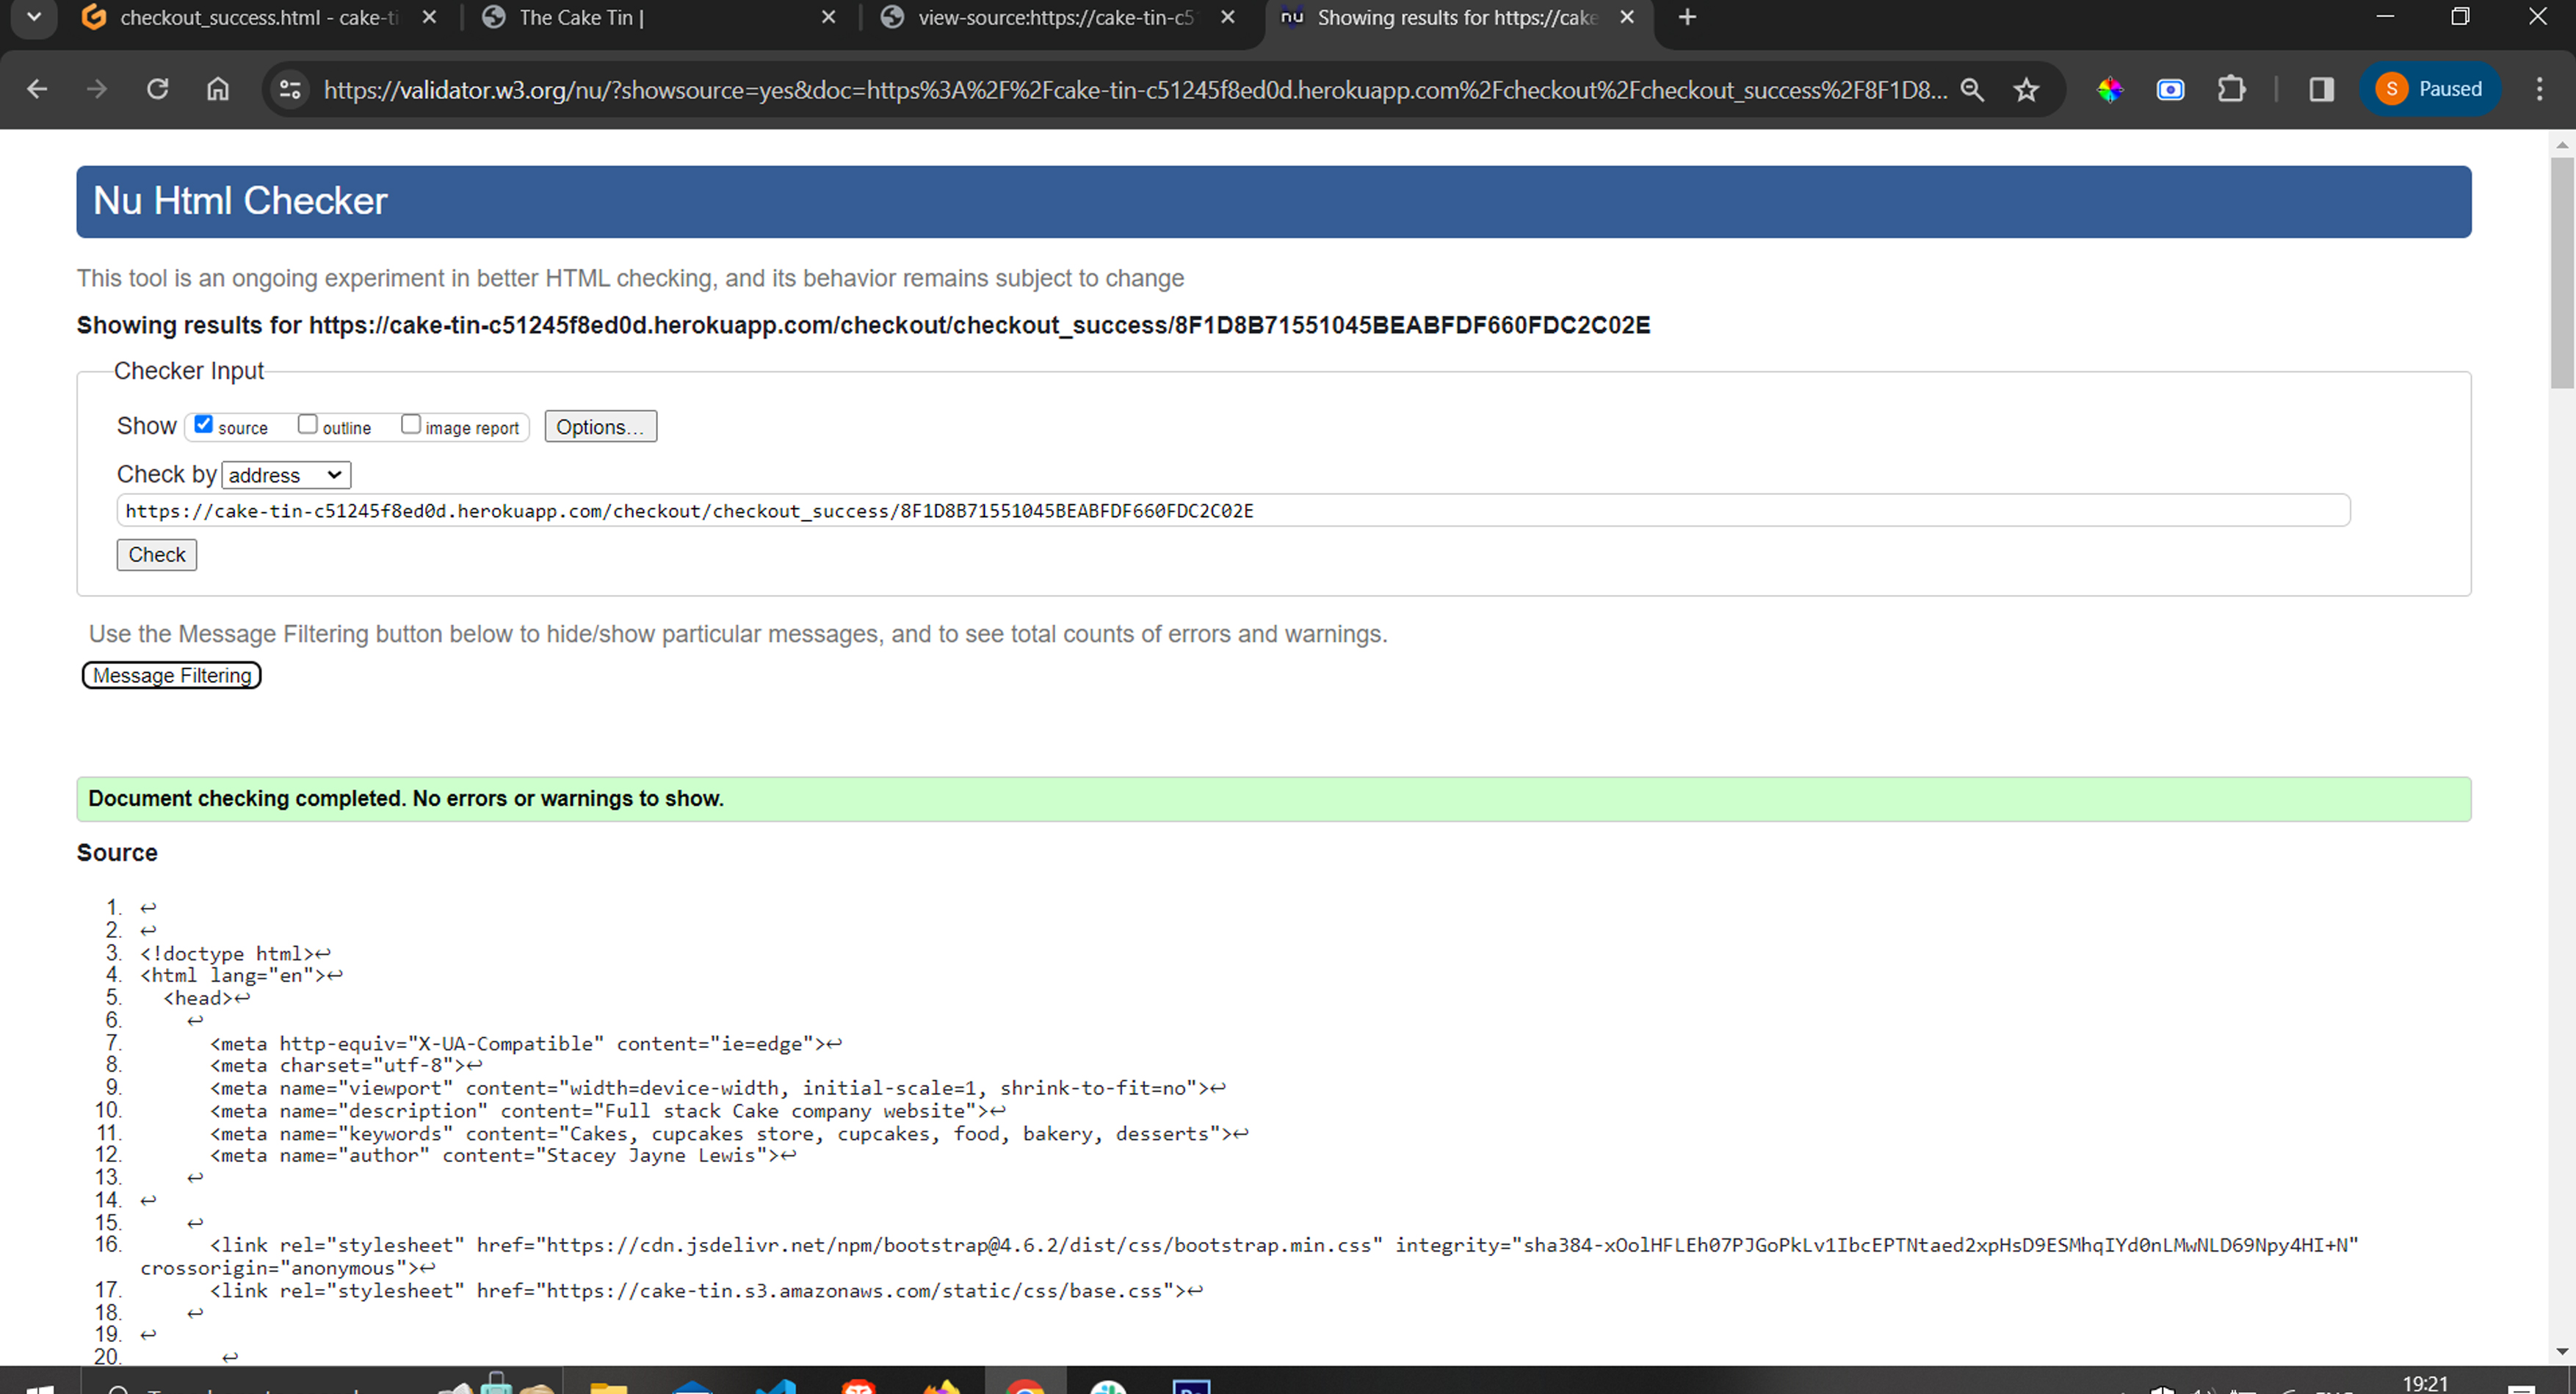 checkout_success.html - cake-ti
The Cake Tin |
view-source:https://cake-tin-c5
nu Showing results for https://cake
https://validator.w3.org/nu/?showsource=yes&doc=https%3A%2F%2Fcake-tin-c51245f8ed0d.herokuapp.com%2Fcheckout%2Fcheckout_success%2F8F1D8...
S Paused
Nu Html Checker
This tool is an ongoing experiment in better HTML checking, and its behavior remains subject to change
Showing results for https://cake-tin-c51245f8ed0d.herokuapp.com/checkout/checkout_success/8F1D8B71551045BEABFDF660FDC2C02E
Checker Input
Show source outline image report Options...
Check by address
https://cake-tin-c51245f8ed0d.herokuapp.com/checkout/checkout_success/8F1D8B71551045BEABFDF660FDC2C02E
Check
Use the Message Filtering button below to hide/show particular messages, and to see total counts of errors and warnings.
Message Filtering
Document checking completed. No errors or warnings to show.
Source
1. ↩
2. ↩
3. <!doctype html>↩
4. <html lang="en">↩
5. <head>↩
6. ↩
7. <meta http-equiv="X-UA-Compatible" content="ie=edge">↩
8. <meta charset="utf-8">↩
9. <meta name="viewport" content="width=device-width, initial-scale=1, shrink-to-fit=no">↩
10. <meta name="description" content="Full stack Cake company website">↩
11. <meta name="keywords" content="Cakes, cupcakes store, cupcakes, food, bakery, desserts">↩
12. <meta name="author" content="Stacey Jayne Lewis">↩
13. ↩
14. ↩
15. ↩
16. <link rel="stylesheet" href="https://cdn.jsdelivr.net/npm/bootstrap@4.6.2/dist/css/bootstrap.min.css" integrity="sha384-xOolHFLEh07PJGoPkLv1IbcEPTNtaed2xpHsD9ESMhqIYd0nLMwNLD69Npy4HI+N"
crossorigin="anonymous">↩
17. <link rel="stylesheet" href="https://cake-tin.s3.amazonaws.com/static/css/base.css">↩
18. ↩
19. ↩
20. ↩
19:21